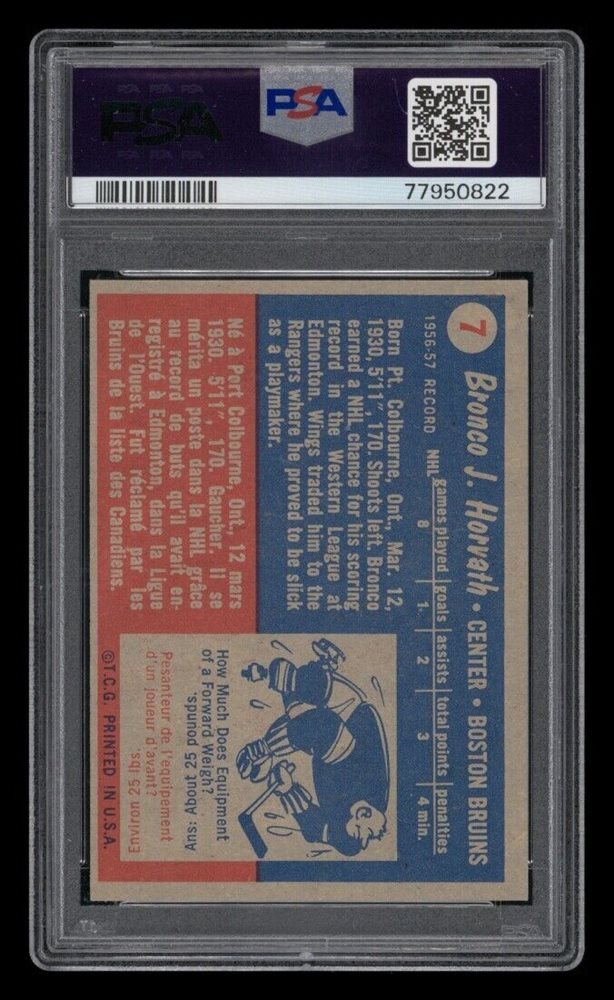 PSA
PSA
77950822
7 Bronco J. Horvath • CENTER • BOSTON BRUINS
1956-57 RECORD
games played goals assists total points penalties
NHL 8 1. 2 3 4 min.
Born Pt. Colbourne, Ont., Mar. 12,
1930, 5'11", 170. Shoots left. Bronco
earned a NHL chance for his scoring
record in the Western League at
Edmonton. Wings traded him to the
Rangers where he proved to be slick
as a playmaker.
Né à Port Colbourne, Ont., 12 mars
1930, 5'11", 170. Gaucher. Il se
mérita un poste dans la NHL grâce
au record de buts qu'il avait en-
registré à Edmonton, dans la Ligue
de l'Ouest. Fut réclamé par les
Bruins de la liste des Canadiens.
How Much Does Equipment
of a Forward Weigh?
Ans: About 25 pounds.
Pesanteur de l'equipement
d'un joueur d'avant?
Environ 25 lbs.
©T.C.G. PRINTED IN U.S.A.
PSA